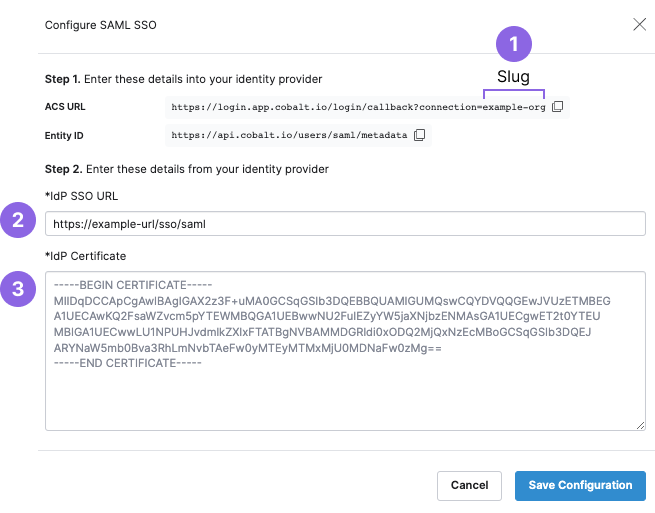 Configure SAML SSO
1
Slug
Step 1. Enter these details into your identity provider
ACS URL
https://login.app.cobalt.io/login/callback?connection=example-org
Entity ID
https://api.cobalt.io/users/saml/metadata
Step 2. Enter these details from your identity provider
*IdP SSO URL
2
https://example-url/sso/saml
*IdP Certificate
3
-----BEGIN CERTIFICATE-----
MIIDqDCCApCgAwIBAgIGAX2z3F+uMA0GCSqGSIb3DQEBBQUAMIGUMQswCQYDVQQGEwJVUzETMBEG
A1UECAwKQ2FsaWZvcm5pYTEWMBQGA1UEBwwNU2FuIEZyYW5jaXNjbzENMAsGA1UECgwET2t0YTEU
MBIGA1UECwwLU1NPUHJvdmlkZXIxFTATBgNVBAMMDGRldi0xODQ2MjQxNzEcMBoGCSqGSIb3DQEJ
ARYNaW5mb0Bva3RhLmNvbTAeFw0yMTEyMTMxMjU0MDNaFw0zMg==
-----END CERTIFICATE-----
Cancel
Save Configuration